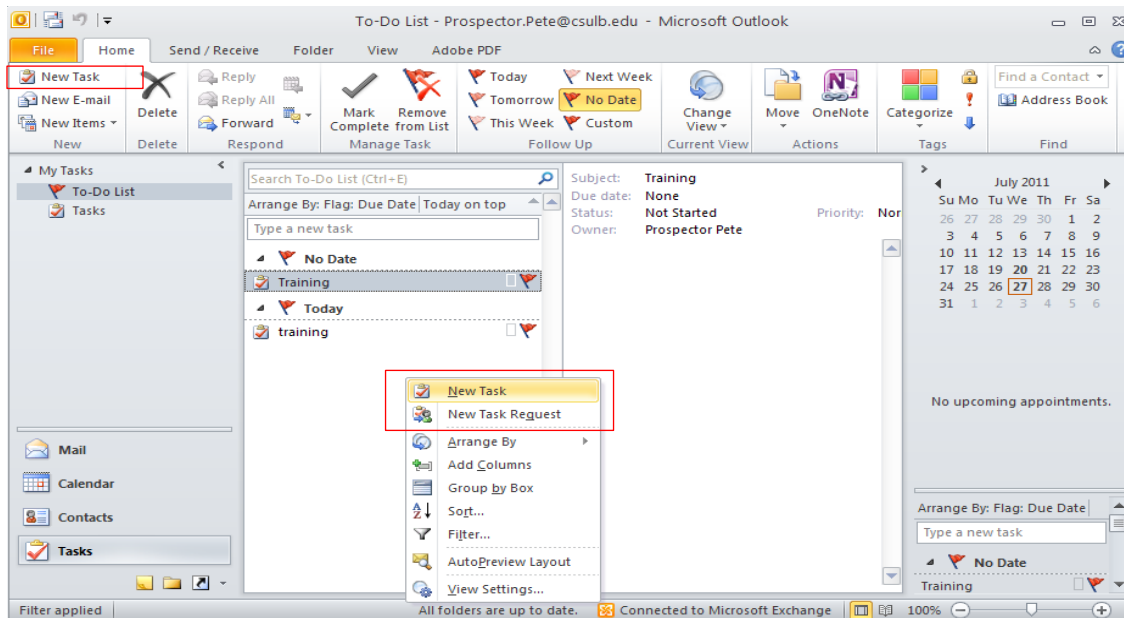 To-Do List - Prospector.Pete@csulb.edu - Microsoft Outlook
File Home Send / Receive Folder View Adobe PDF
New Task
New E-mail
New Items
New
Delete
Delete
Reply
Reply All
Forward
Respond
Mark Complete
Remove from List
Manage Task
Today
Tomorrow
This Week
Next Week
No Date
Custom
Follow Up
Change View
Current View
Move
OneNote
Actions
Categorize
Tags
Find a Contact
Address Book
Find
My Tasks
To-Do List
Tasks
Mail
Calendar
Contacts
Tasks
Search To-Do List (Ctrl+E)
Arrange By: Flag: Due Date Today on top
Type a new task
No Date
Training
Today
training
New Task
New Task Request
Arrange By
Add Columns
Group by Box
Sort...
Filter...
AutoPreview Layout
View Settings...
Subject: Training
Due date: None
Status: Not Started Priority: Nor
Owner: Prospector Pete
July 2011
Su Mo Tu We Th Fr Sa
26 27 28 29 30 1 2
3 4 5 6 7 8 9
10 11 12 13 14 15 16
17 18 19 20 21 22 23
24 25 26 27 28 29 30
31 1 2 3 4 5 6
No upcoming appointments.
Arrange By: Flag: Due Date
Type a new task
No Date
Training
Filter applied
All folders are up to date. Connected to Microsoft Exchange 100%